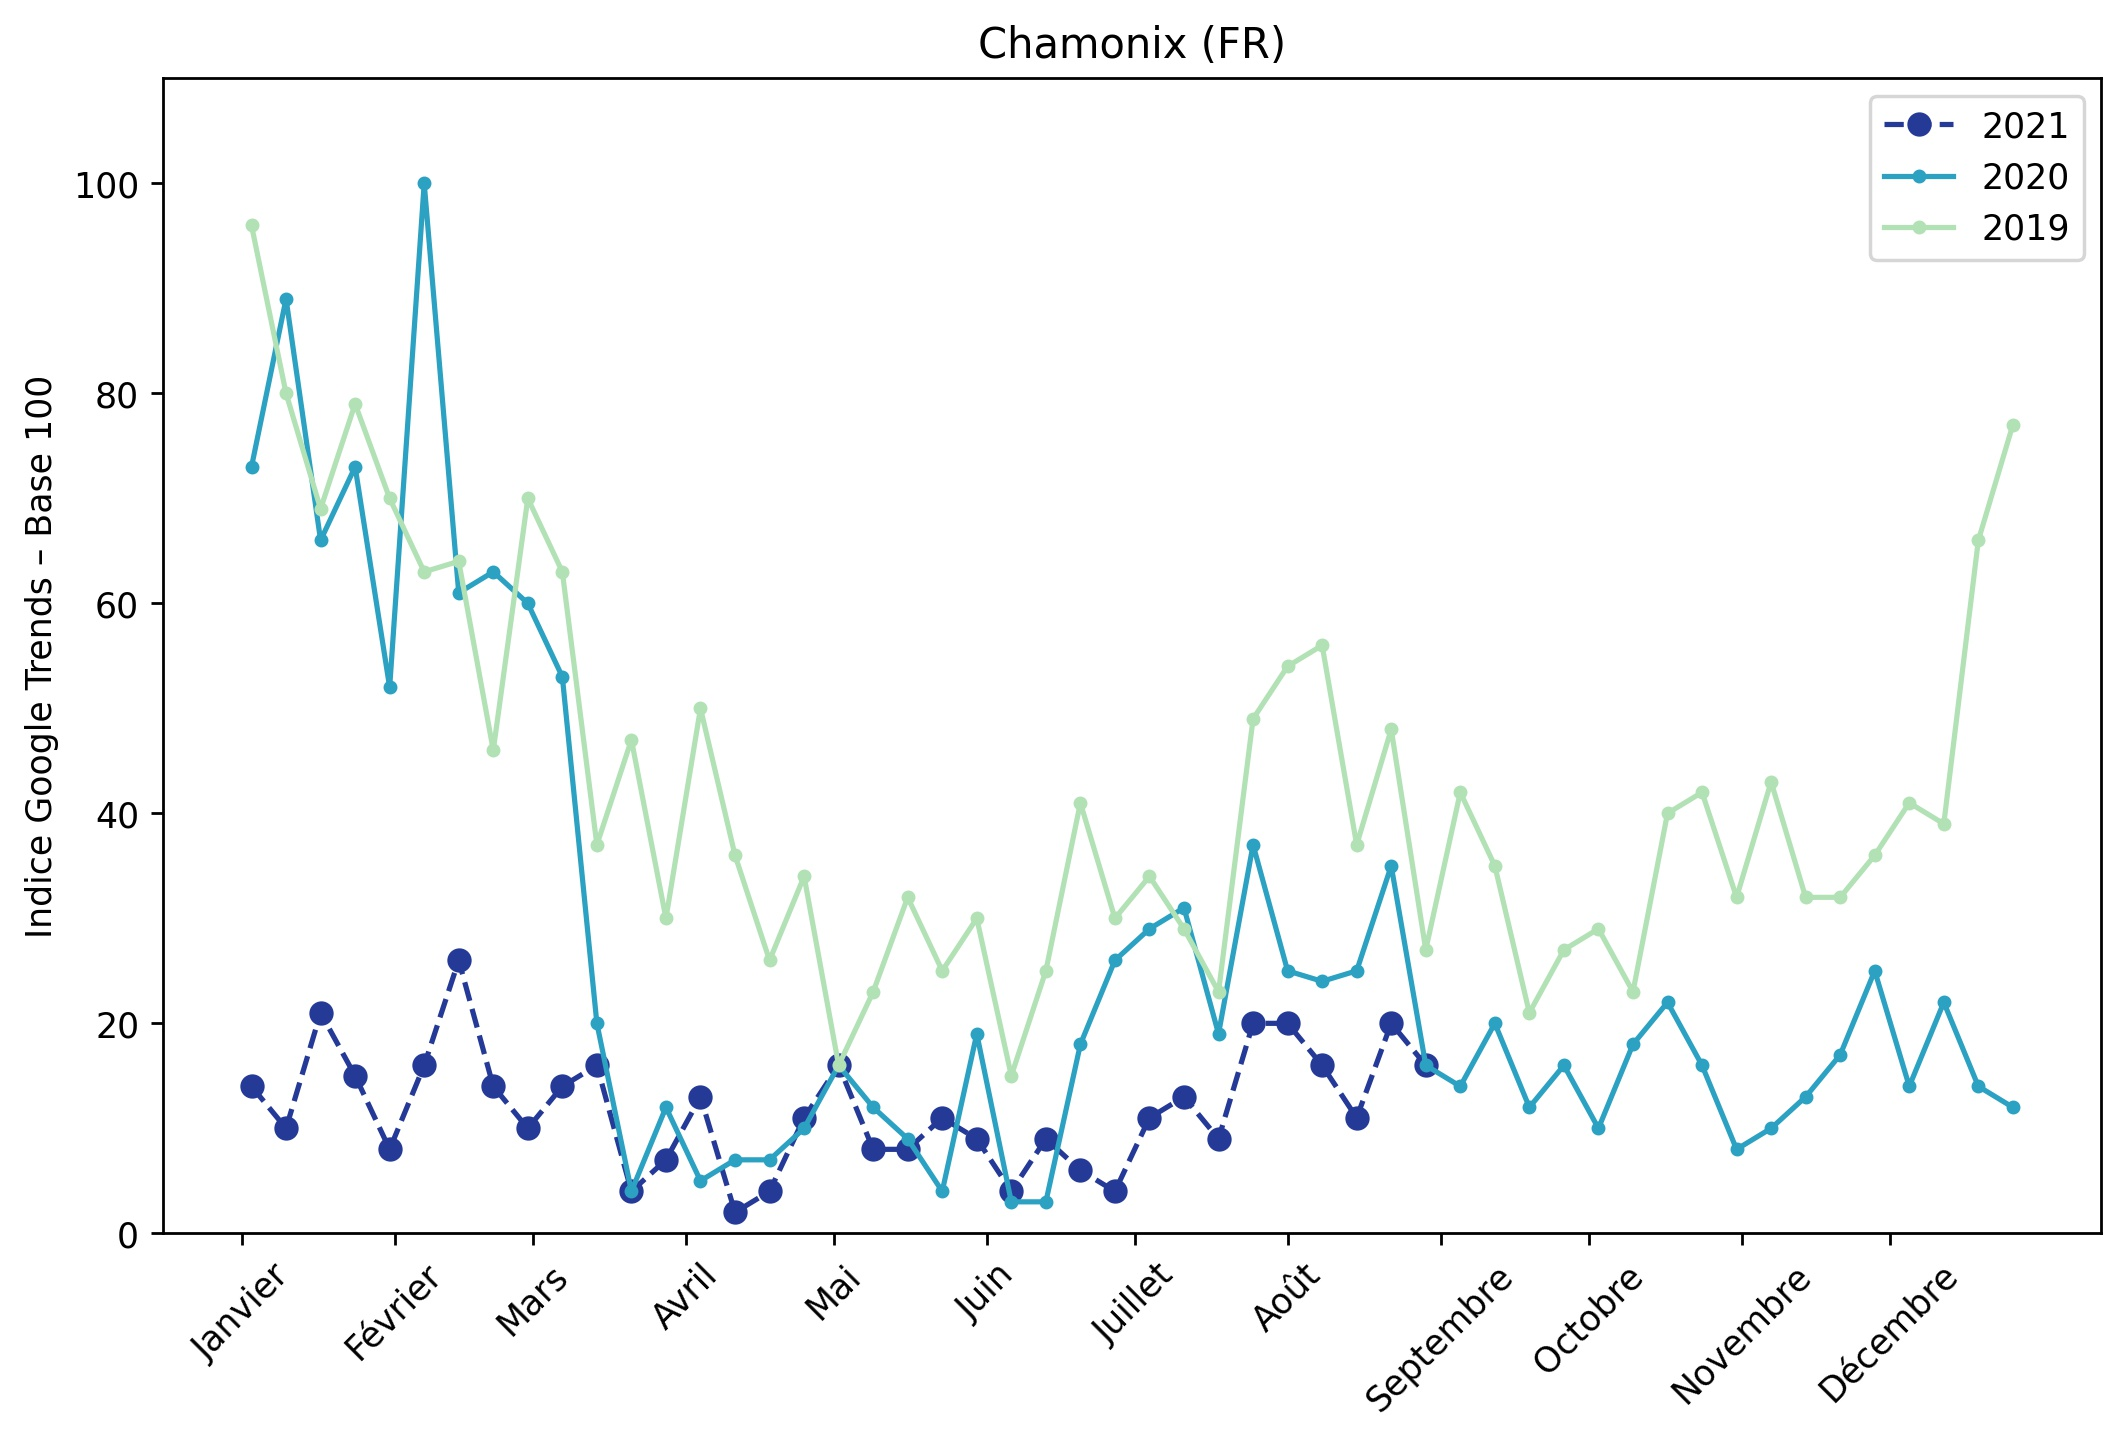 Chamonix (FR)
Indice Google Trends – Base 100
100
80
60
40
20
0
2021
2020
2019
Janvier
Février
Mars
Avril
Mai
Juin
Juillet
Août
Septembre
Octobre
Novembre
Décembre